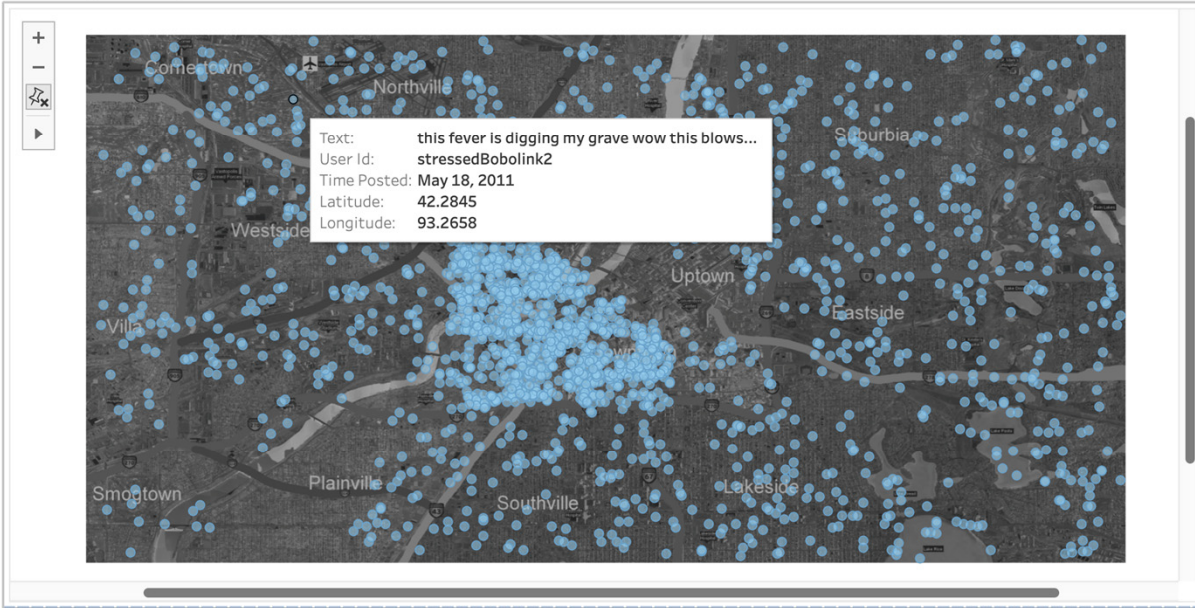 +
−
Cornertown
Northville
Suburbia
Text: this fever is digging my grave wow this blows...
User Id: stressedBobolink2
Time Posted: May 18, 2011
Latitude: 42.2845
Longitude: 93.2658
Westside
Uptown
Eastside
Villa
Plainville
Smogtown
Southville
Lakeside